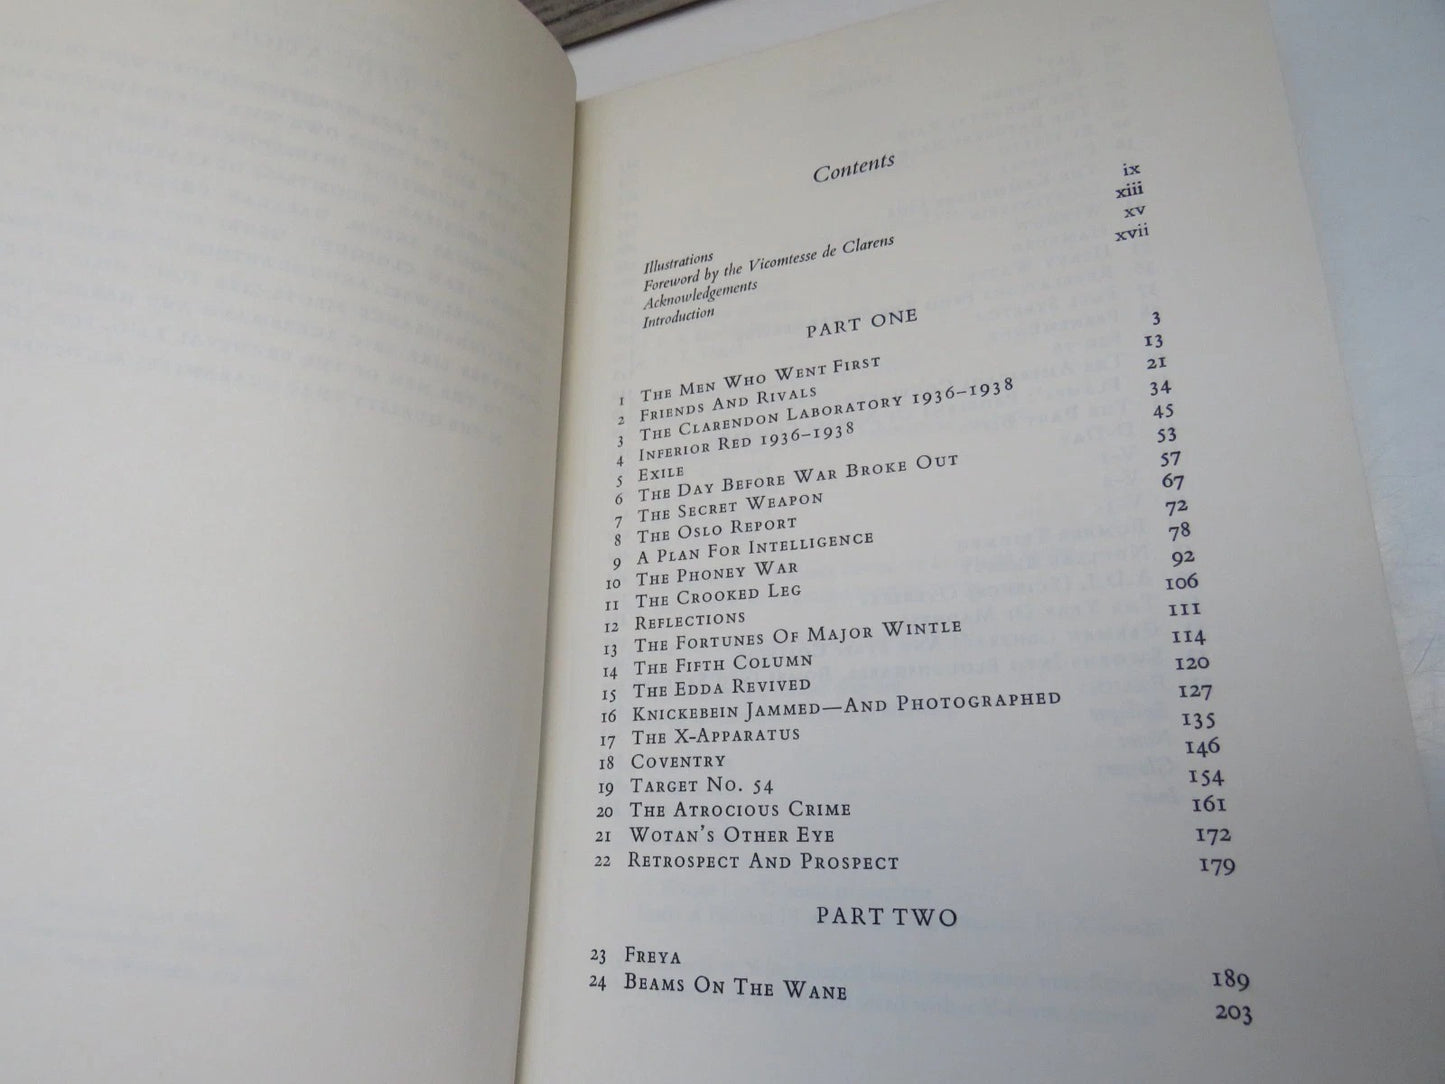 Contents
Illustrations ix
Foreword by the Vicomtesse de Clarens xiii
Acknowledgements xv
Introduction xvii
PART ONE
1 THE MEN WHO WENT FIRST 3
2 FRIENDS AND RIVALS 13
3 THE CLARENDON LABORATORY 1936–1938 21
4 INFERIOR RED 1936–1938 34
5 EXILE 45
6 THE DAY BEFORE WAR BROKE OUT 53
7 THE SECRET WEAPON 57
8 THE OSLO REPORT 67
9 A PLAN FOR INTELLIGENCE 72
10 THE PHONEY WAR 78
11 THE CROOKED LEG 92
12 REFLECTIONS 106
13 THE FORTUNES OF MAJOR WINTLE 111
14 THE FIFTH COLUMN 114
15 THE EDDA REVIVED 120
16 KNICKEBEIN JAMMED—AND PHOTOGRAPHED 127
17 THE X-APPARATUS 135
18 COVENTRY 146
19 TARGET NO. 54 154
20 THE ATROCIOUS CRIME 161
21 WOTAN'S OTHER EYE 172
22 RETROSPECT AND PROSPECT 179
PART TWO
23 FREYA 189
24 BEAMS ON THE WANE 203